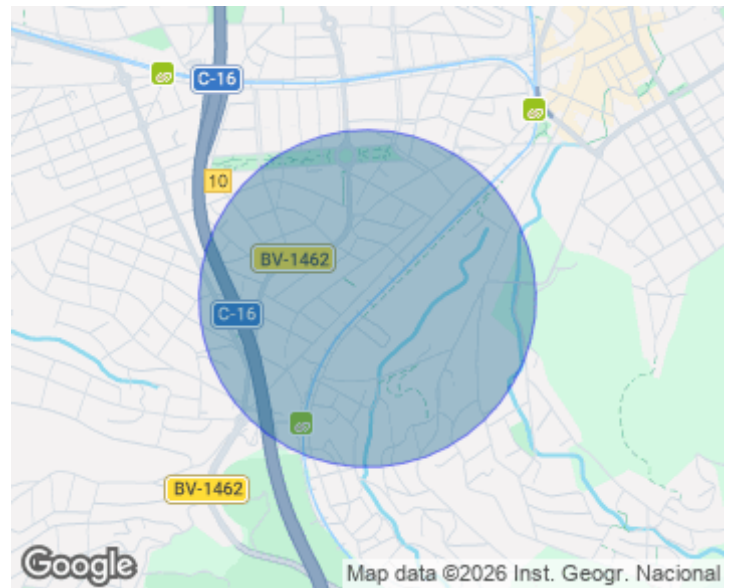 C-16
10
BV-1462
C-16
BV-1462
Google
Map data ©2026 Inst. Geogr. Nacional